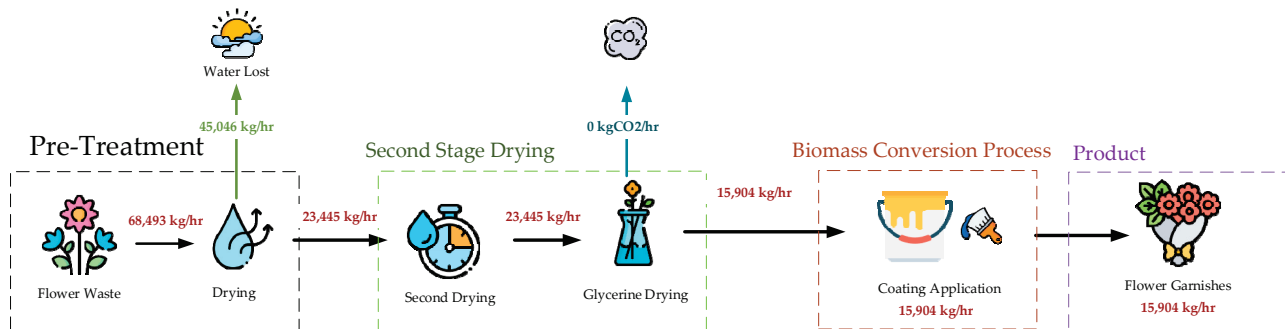 CO₂
Water Lost
45,046 kg/hr
0 kgCO2/hr
Pre-Treatment
Second Stage Drying
Biomass Conversion Process
Product
68,493 kg/hr
23,445 kg/hr
23,445 kg/hr
15,904 kg/hr
Flower Waste
Drying
Second Drying
Glycerine Drying
Coating Application
15,904 kg/hr
Flower Garnishes
15,904 kg/hr